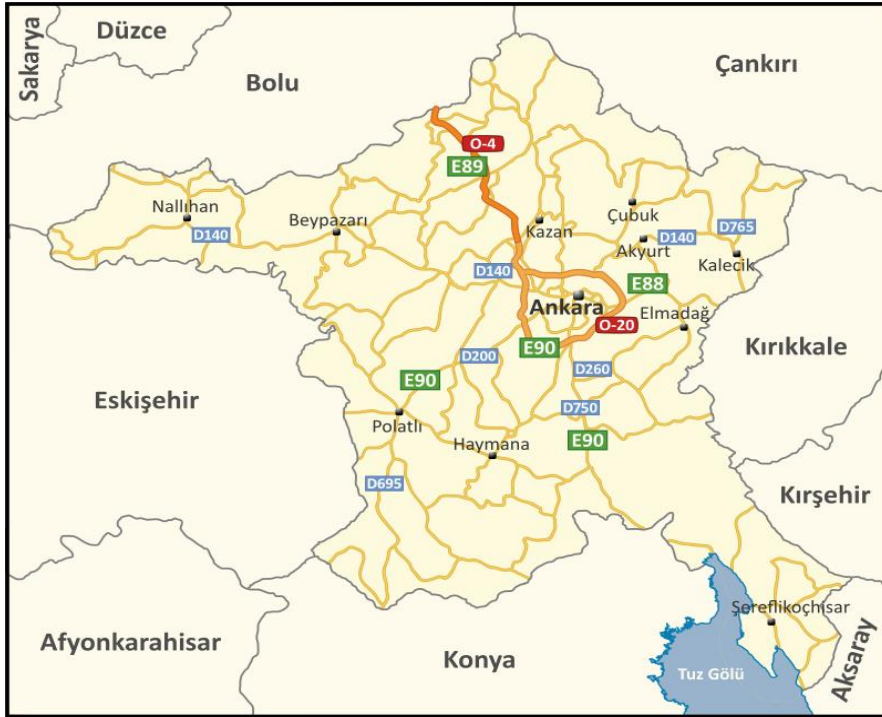 Sakarya
Düzce
Bolu
Çankırı
O-4
E89
Nallıhan
D140
Beypazarı
Kazan
Çubuk
D765
Akyurt
D140
Kalecik
D140
Ankara
E88
Elmadağ
O-20
E90
D200
D260
Kırıkkale
Eskişehir
E90
Polatlı
D750
E90
Haymana
D695
Kırşehir
Şereflikoçhisar
Afyonkarahisar
Konya
Tuz Gölü
Aksaray